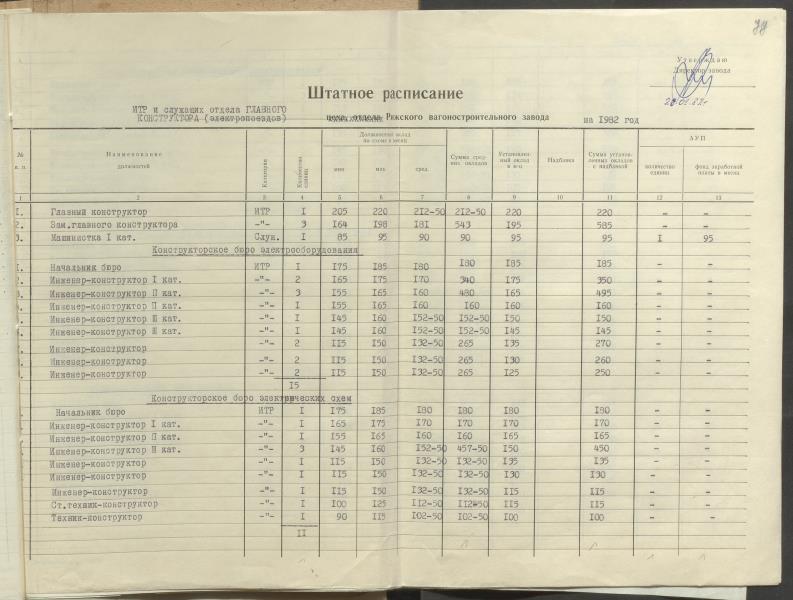 79
Утверждаю
Директор завода
Штатное расписание
ИТР и служащих отдела ГЛАВНОГО
КОНСТРУКТОРА (электропоездов) цеха, отдела Рижского вагоностроительного завода на I982 год
№ п. п. Наименование должностей Категория Количество единиц Должностной оклад по схеме в месяц мин мак сред. Сумма средних окладов Установленный оклад в м-ц Надбавка Сумма установленных окладов с надбавкой АУП количество единиц фонд заработной платы в месяц
1 2 3 4 5 6 7 8 9 10 11 12 13
I. Главный конструктор ИТР I 205 220 2I2-50 2I2-50 220 220 – –
2. Зам.главного конструктора -"- 3 I64 I98 I8I 543 I95 585 – –
3. Машинистка I кат. Служ. I 85 95 90 90 95 95 I 95
Конструкторское бюро электрооборудования
I. Начальник бюро ИТР I I75 I85 I80 I80 I85 I85 – –
2. Инженер-конструктор I кат. -"- 2 I65 I75 I70 340 I75 350 – –
3. Инженер-конструктор П кат. -"- 3 I55 I65 I60 480 I65 495 – –
Инженер-конструктор П кат. -"- I I55 I65 I60 I60 I60 I60 – –
Инженер-конструктор Ш кат. -"- I I45 I60 I52-50 I52-50 I50 I50 – –
Инженер-конструктор Ш кат. -"- I I45 I60 I52-50 I52-50 I45 I45 – –
Инженер-конструктор -"- 2 II5 I50 I32-50 265 I35 270 – –
Инженер-конструктор -"- 2 II5 I50 I32-50 265 I30 260 – –
Инженер-конструктор -"- 2 II5 I50 I32-50 265 I25 250 – –
I5
Конструкторское бюро электрических схем
Начальник бюро ИТР I I75 I85 I80 I80 I80 I80 – –
Инженер-конструктор I кат. -"- I I65 I75 I70 I70 I70 I70 – –
Инженер-конструктор П кат. -"- I I55 I65 I60 I60 I65 I65 – –
Инженер-конструктор Ш кат. -"- 3 I45 I60 I52-50 457-50 I50 450 – –
Инженер-конструктор -"- I II5 I50 I32-50 I32-50 I35 I35 – –
Инженер-конструктор -"- I II5 I50 I32-50 I32-50 I30 I30 – –
Инженер-конструктор -"- I II5 I50 I32-50 I32-50 II5 II5 – –
Ст.техник-конструктор -"- I I00 I25 II2-50 II2-50 II5 II5 – –
Техник-конструктор -"- I 90 II5 I02-50 I02-50 I00 I00 – –
II